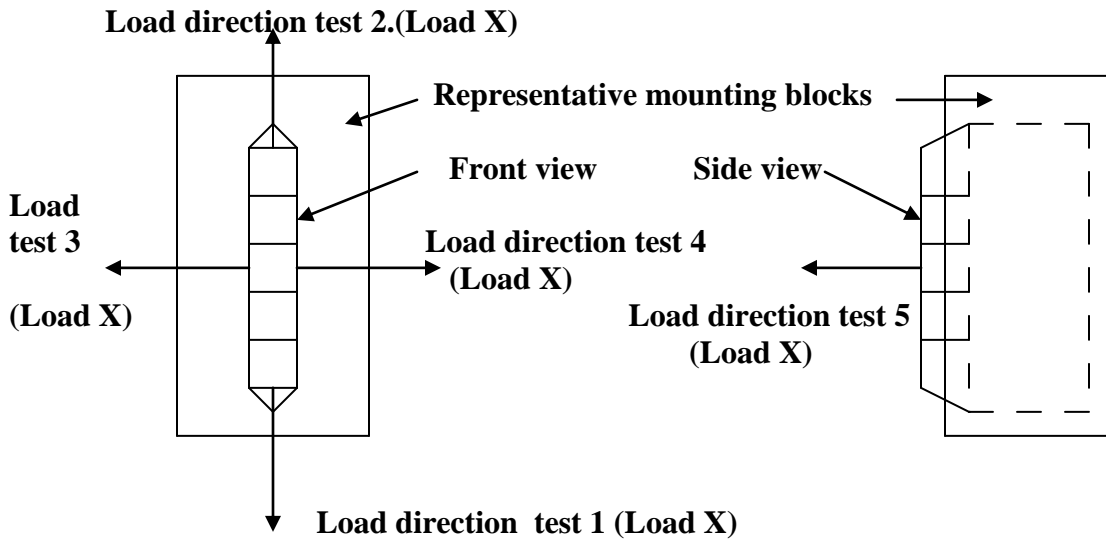 Load direction test 2.(Load X)
Representative mounting blocks
Front view
Side view
Load
test 3
(Load X)
Load direction test 4
(Load X)
Load direction test 5
(Load X)
Load direction  test 1 (Load X)